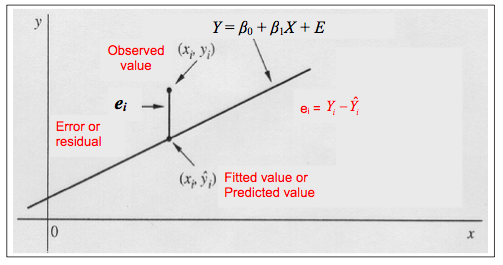 y
Y = β₀ + β₁X + E
Observed
value
(xᵢ, yᵢ)
eᵢ
eᵢ = Yᵢ – Ŷᵢ
Error or
residual
(xᵢ, ŷᵢ)
Fitted value or
Predicted value
0
x